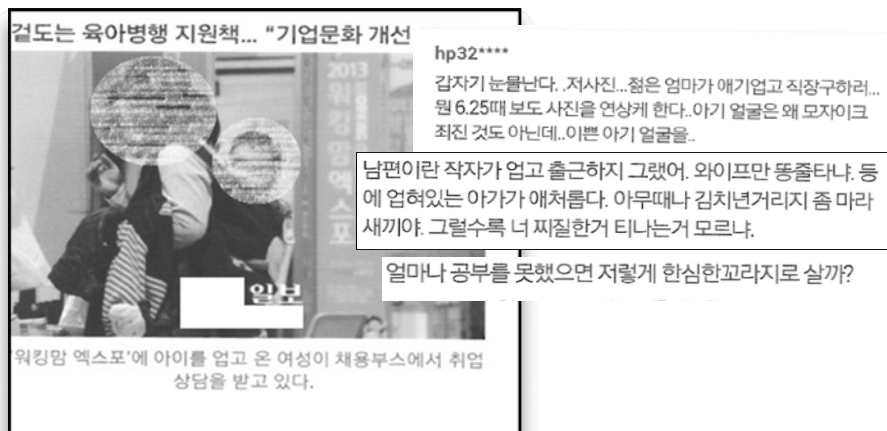 겉도는 육아병행 지원책... “기업문화 개선
2013
워킹맘엑스포
일보
'워킹맘 엑스포'에 아이를 업고 온 여성이 채용부스에서 취업
상담을 받고 있다.
hp32****
갑자기 눈물난다. .저사진...젊은 엄마가 애기업고 직장구하러...
뭔 6.25때 보도 사진을 연상케 한다..아기 얼굴은 왜 모자이크
죄진 것도 아닌데..이쁜 아기 얼굴을..
남편이란 작자가 업고 출근하지 그랬어. 와이프만 똥줄타냐. 등
에 업혀있는 아가가 애처롭다. 아무때나 김치년거리지 좀 마라
새끼야. 그럴수록 너 찌질한거 티나는거 모르냐.
얼마나 공부를 못했으면 저렇게 한심한꼬라지로 살까?